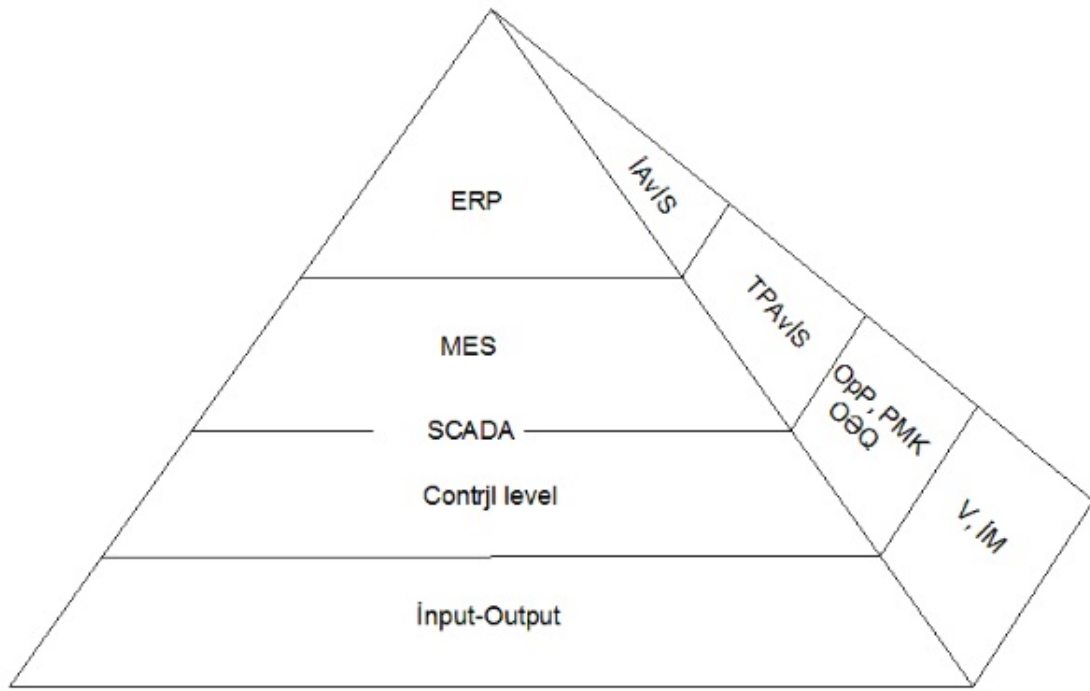 ERP
İAvİS
MES
TPAvİS
SCADA
OpP, PMK
OƏQ
Contrjl level
V, İM
İnput-Output